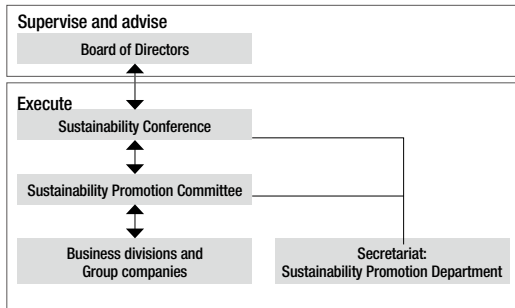 Supervise and advise
Board of Directors
Execute
Sustainability Conference
Sustainability Promotion Committee
Business divisions and
Group companies
Secretariat:
Sustainability Promotion Department